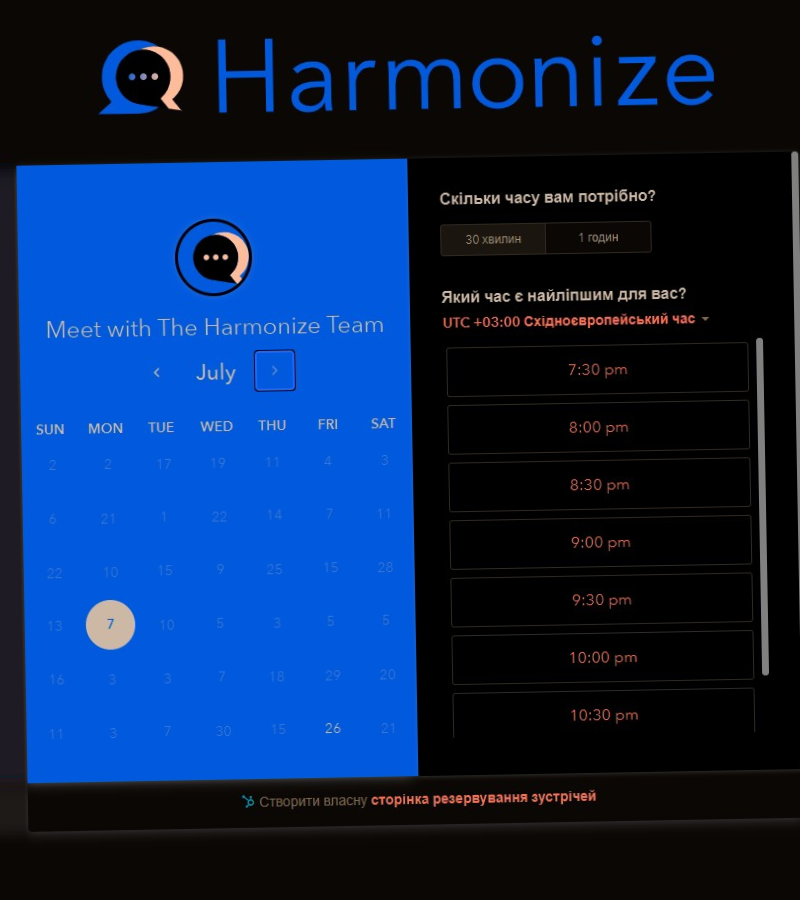 Harmonize
Meet with The Harmonize Team
July
SUN MON TUE WED THU FRI SAT
2 2 17 19 11 4 3
6 21 1 22 14 7 11
22 10 15 9 25 15 28
13 7 10 5 3 5 5
16 3 3 7 18 29 20
11 3 7 30 15 26 21
Скільки часу вам потрібно?
30 хвилин 1 годин
Який час є найліпшим для вас?
UTC +03:00 Східноєвропейський час
7:30 pm
8:00 pm
8:30 pm
9:00 pm
9:30 pm
10:00 pm
10:30 pm
Створити власну сторінка резервування зустрічей